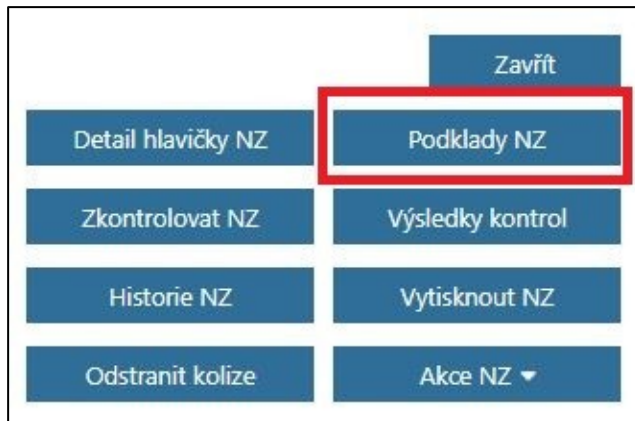 Zavřít
Detail hlavičky NZ
Podklady NZ
Zkontrolovat NZ
Výsledky kontrol
Historie NZ
Vytisknout NZ
Odstranit kolize
Akce NZ